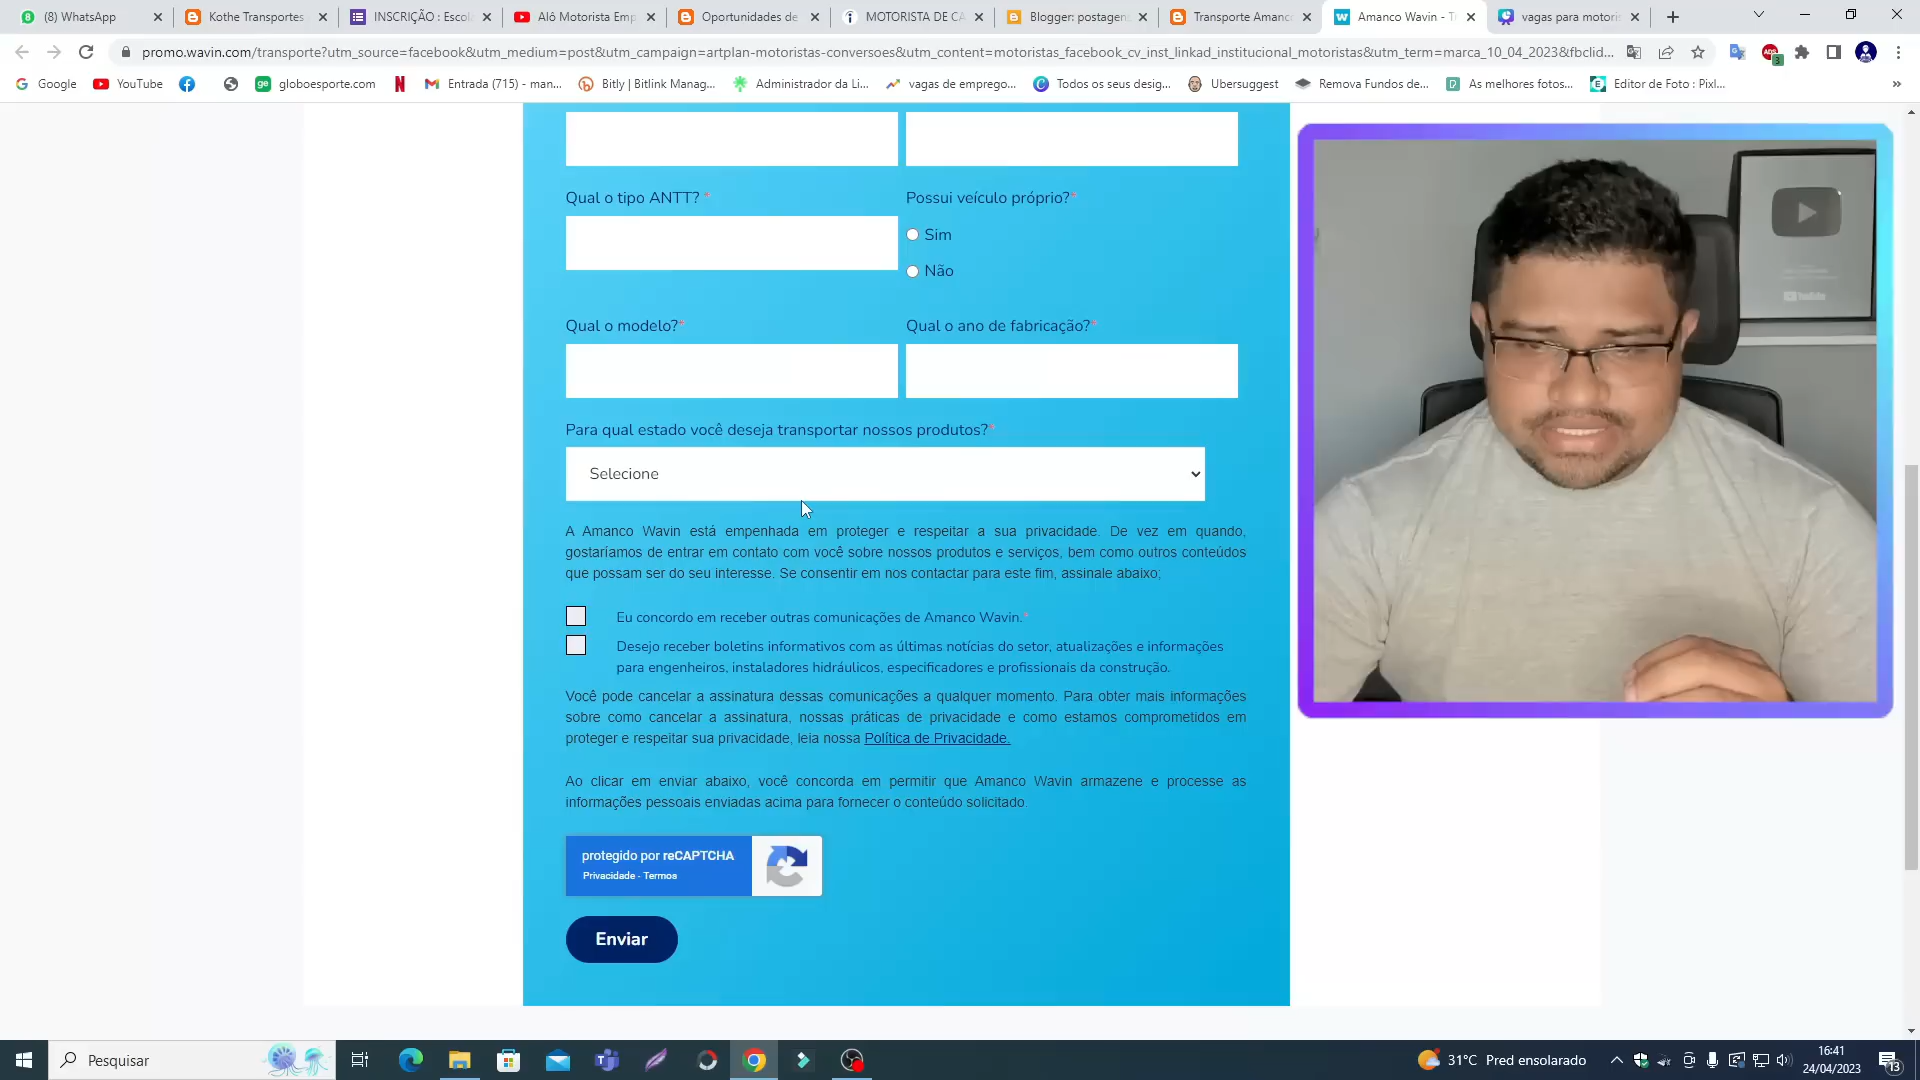 (8) WhatsApp
Kothe Transportes
INSCRIÇÃO : Escol
Alô Motorista Emp
Oportunidades de
MOTORISTA DE CA
Blogger: postagens
Transporte Amanc
Amanco Wavin - T
vagas para motoris
promo.wavin.com/transporte?utm_source=facebook&utm_medium=post&utm_campaign=artplan-motoristas-conversoes&utm_content=motoristas_facebook_cv_inst_linkad_institucional_motoristas&utm_term=marca_10_04_2023&fbclid...
Google
YouTube
globoesporte.com
Entrada (715) - man...
Bitly | Bitlink Manag...
Administrador da Li...
vagas de emprego...
Todos os seus desig...
Ubersuggest
Remova Fundos de...
As melhores fotos...
Editor de Foto : Pixl...
Qual o tipo ANTT? *
Possui veículo próprio?*
Sim
Não
Qual o modelo?*
Qual o ano de fabricação?*
Para qual estado você deseja transportar nossos produtos?*
Selecione
A Amanco Wavin está empenhada em proteger e respeitar a sua privacidade. De vez em quando,
gostaríamos de entrar em contato com você sobre nossos produtos e serviços, bem como outros conteúdos
que possam ser do seu interesse. Se consentir em nos contactar para este fim, assinale abaixo;
Eu concordo em receber outras comunicações de Amanco Wavin.*
Desejo receber boletins informativos com as últimas notícias do setor, atualizações e informações
para engenheiros, instaladores hidráulicos, especificadores e profissionais da construção.
Você pode cancelar a assinatura dessas comunicações a qualquer momento. Para obter mais informações
sobre como cancelar a assinatura, nossas práticas de privacidade e como estamos comprometidos em
proteger e respeitar sua privacidade, leia nossa Política de Privacidade.
Ao clicar em enviar abaixo, você concorda em permitir que Amanco Wavin armazene e processe as
informações pessoais enviadas acima para fornecer o conteúdo solicitado.
protegido por reCAPTCHA
Privacidade - Termos
Enviar
Pesquisar
31°C Pred ensolarado
16:41
24/04/2023
13